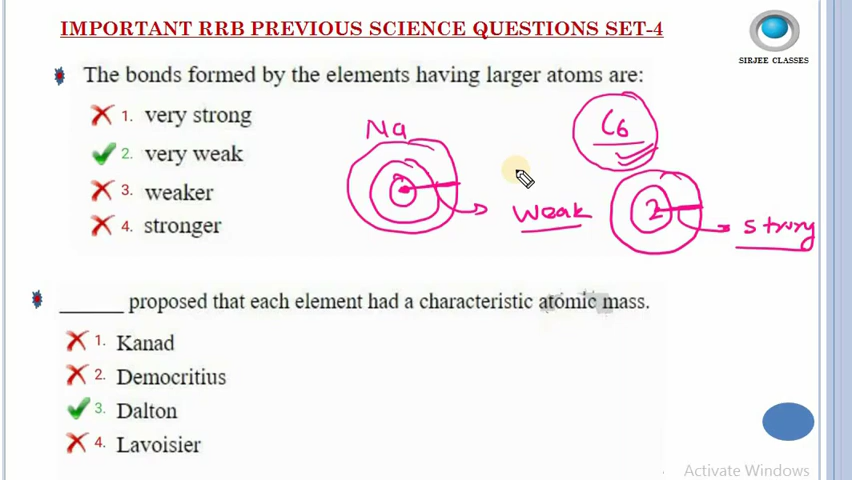 IMPORTANT RRB PREVIOUS SCIENCE QUESTIONS SET-4
SIRJEE CLASSES
The bonds formed by the elements having larger atoms are:
1. very strong
2. very weak
3. weaker
4. stronger
Na
C6
Weak
2
strong
______ proposed that each element had a characteristic atomic mass.
1. Kanad
2. Democritius
3. Dalton
4. Lavoisier
Activate Windows